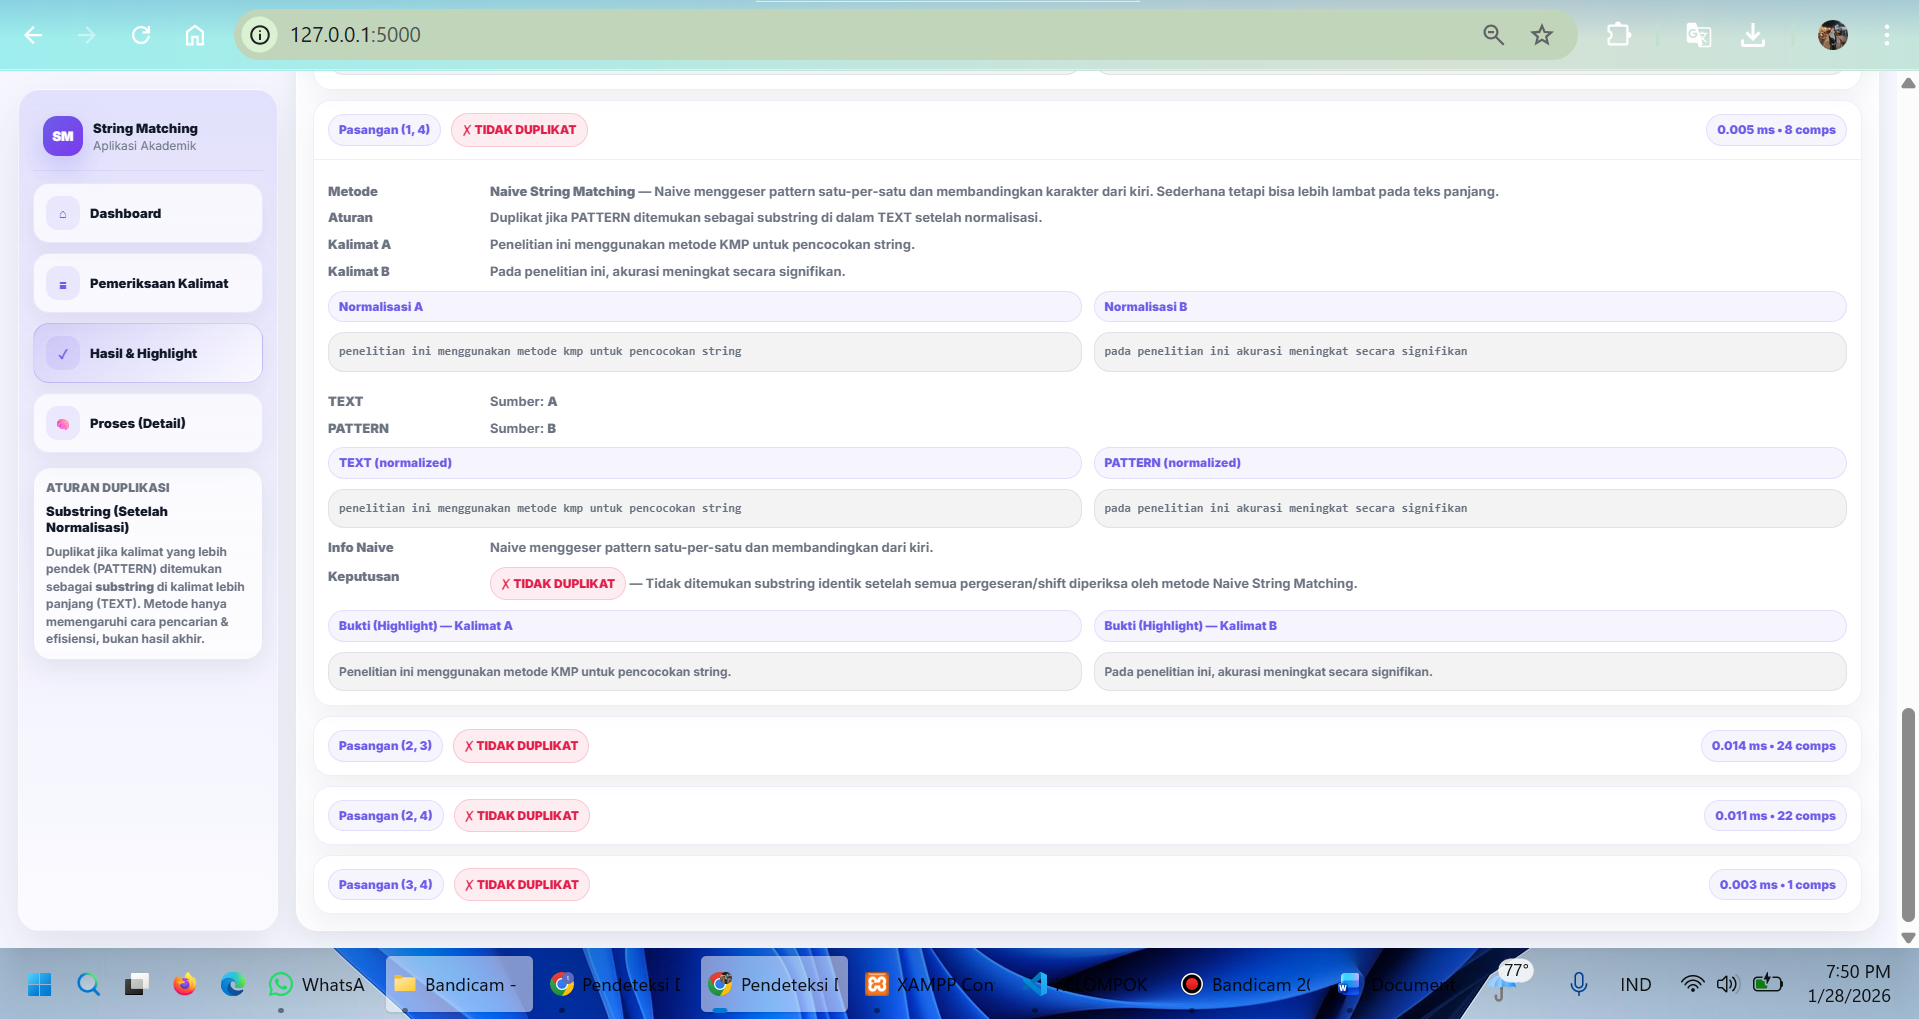 127.0.0.1:5000
SM
String Matching
Aplikasi Akademik
Dashboard
Pemeriksaan Kalimat
Hasil & Highlight
Proses (Detail)
ATURAN DUPLIKASI
Substring (Setelah
Normalisasi)
Duplikat jika kalimat yang lebih
pendek (PATTERN) ditemukan
sebagai substring di kalimat lebih
panjang (TEXT). Metode hanya
memengaruhi cara pencarian &
efisiensi, bukan hasil akhir.
Pasangan (1, 4) ✗ TIDAK DUPLIKAT 0.005 ms • 8 comps
Metode Naive String Matching — Naive menggeser pattern satu-per-satu dan membandingkan karakter dari kiri. Sederhana tetapi bisa lebih lambat pada teks panjang.
Aturan Duplikat jika PATTERN ditemukan sebagai substring di dalam TEXT setelah normalisasi.
Kalimat A Penelitian ini menggunakan metode KMP untuk pencocokan string.
Kalimat B Pada penelitian ini, akurasi meningkat secara signifikan.
Normalisasi A Normalisasi B
penelitian ini menggunakan metode kmp untuk pencocokan string pada penelitian ini akurasi meningkat secara signifikan
TEXT Sumber: A
PATTERN Sumber: B
TEXT (normalized) PATTERN (normalized)
penelitian ini menggunakan metode kmp untuk pencocokan string pada penelitian ini akurasi meningkat secara signifikan
Info Naive Naive menggeser pattern satu-per-satu dan membandingkan dari kiri.
Keputusan ✗ TIDAK DUPLIKAT — Tidak ditemukan substring identik setelah semua pergeseran/shift diperiksa oleh metode Naive String Matching.
Bukti (Highlight) — Kalimat A Bukti (Highlight) — Kalimat B
Penelitian ini menggunakan metode KMP untuk pencocokan string. Pada penelitian ini, akurasi meningkat secara signifikan.
Pasangan (2, 3) ✗ TIDAK DUPLIKAT 0.014 ms • 24 comps
Pasangan (2, 4) ✗ TIDAK DUPLIKAT 0.011 ms • 22 comps
Pasangan (3, 4) ✗ TIDAK DUPLIKAT 0.003 ms • 1 comps
WhatsA Bandicam - Pendeteksi D Pendeteksi D XAMPP Con KELOMPOK Bandicam 20 Document 77° IND 7:50 PM
1/28/2026